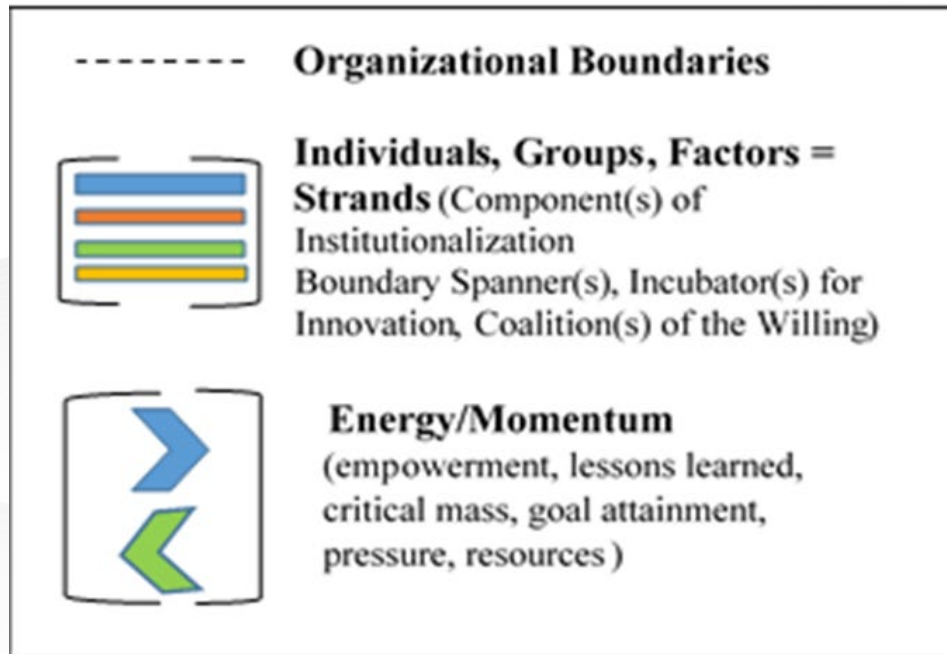 Organizational Boundaries
Individuals, Groups, Factors =
Strands (Component(s) of
Institutionalization
Boundary Spanner(s), Incubator(s) for
Innovation, Coalition(s) of the Willing)
Energy/Momentum
(empowerment, lessons learned,
critical mass, goal attainment,
pressure, resources )